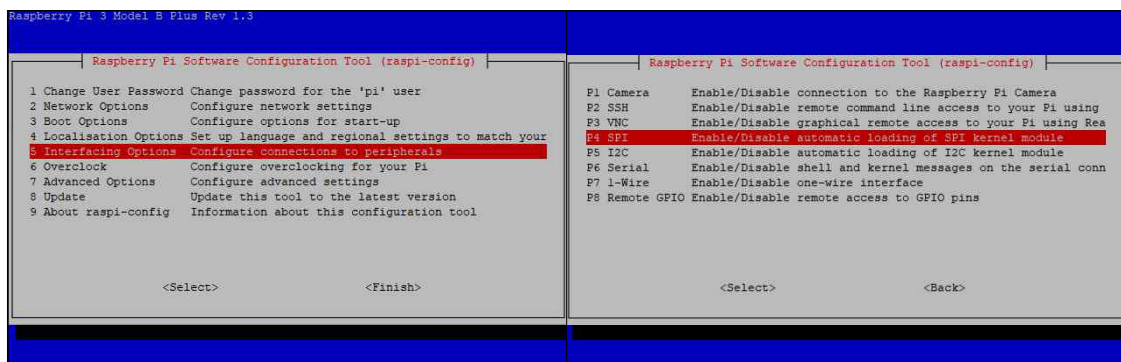 Raspberry Pi 3 Model B Plus Rev 1.3
Raspberry Pi Software Configuration Tool (raspi-config)
1 Change User Password Change password for the 'pi' user
2 Network Options Configure network settings
3 Boot Options Configure options for start-up
4 Localisation Options Set up language and regional settings to match your
5 Interfacing Options Configure connections to peripherals
6 Overclock Configure overclocking for your Pi
7 Advanced Options Configure advanced settings
8 Update Update this tool to the latest version
9 About raspi-config Information about this configuration tool
<Select> <Finish>
Raspberry Pi Software Configuration Tool (raspi-config)
P1 Camera Enable/Disable connection to the Raspberry Pi Camera
P2 SSH Enable/Disable remote command line access to your Pi using
P3 VNC Enable/Disable graphical remote access to your Pi using Rea
P4 SPI Enable/Disable automatic loading of SPI kernel module
P5 I2C Enable/Disable automatic loading of I2C kernel module
P6 Serial Enable/Disable shell and kernel messages on the serial conn
P7 1-Wire Enable/Disable one-wire interface
P8 Remote GPIO Enable/Disable remote access to GPIO pins
<Select> <Back>